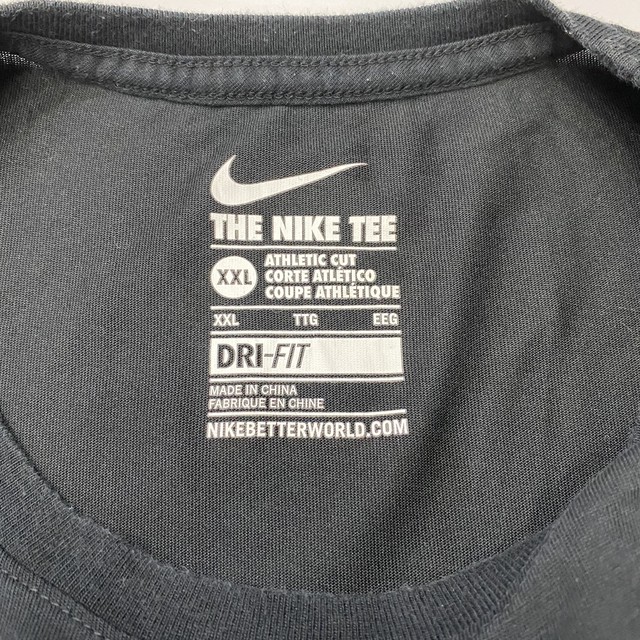 THE NIKE TEE
XXL
ATHLETIC CUT
CORTE ATLÉTICO
COUPE ATHLÉTIQUE
XXL TTG EEG
DRI-FIT
MADE IN CHINA
FABRIQUE EN CHINE
NIKEBETTERWORLD.COM